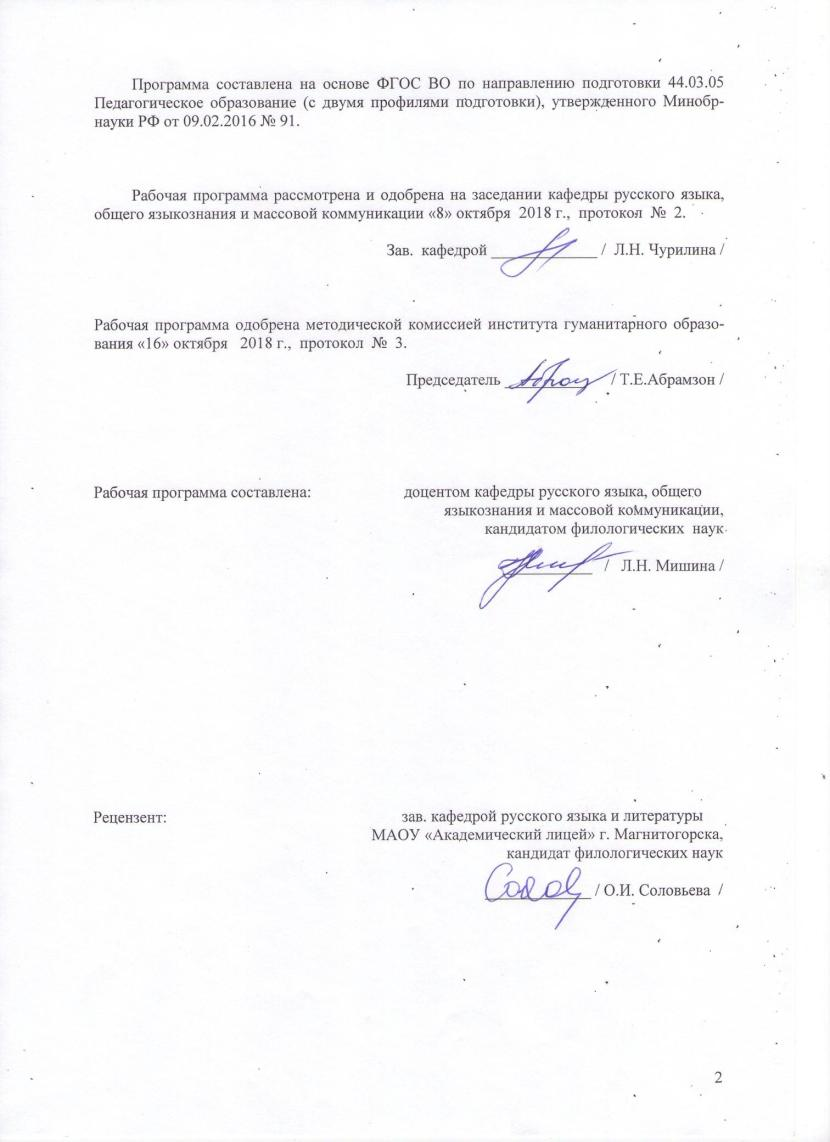 Программа составлена на основе ФГОС ВО по направлению подготовки 44.03.05
Педагогическое образование (с двумя профилями подготовки), утвержденного Минобр-
науки РФ от 09.02.2016 № 91.
Рабочая программа рассмотрена и одобрена на заседании кафедры русского языка,
общего языкознания и массовой коммуникации «8» октября 2018 г., протокол № 2.
Зав. кафедрой _____________ / Л.Н. Чурилина /
Рабочая программа одобрена методической комиссией института гуманитарного образо-
вания «16» октября 2018 г., протокол № 3.
Председатель _____________ / Т.Е.Абрамзон /
Рабочая программа составлена: доцентом кафедры русского языка, общего
языкознания и массовой коммуникации,
кандидатом филологических наук
___________ / Л.Н. Мишина /
Рецензент: зав. кафедрой русского языка и литературы
МАОУ «Академический лицей» г. Магнитогорска,
кандидат филологических наук
_____________ / О.И. Соловьева /
2